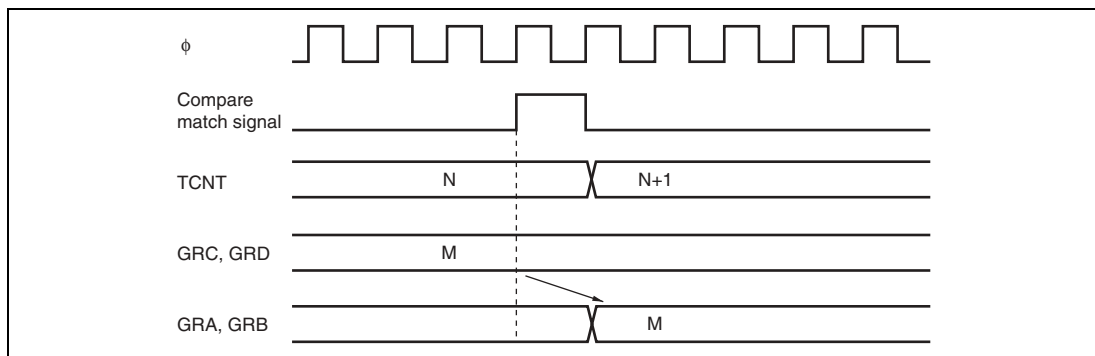 ϕ
Compare
match signal
TCNT N N+1
GRC, GRD M
GRA, GRB M